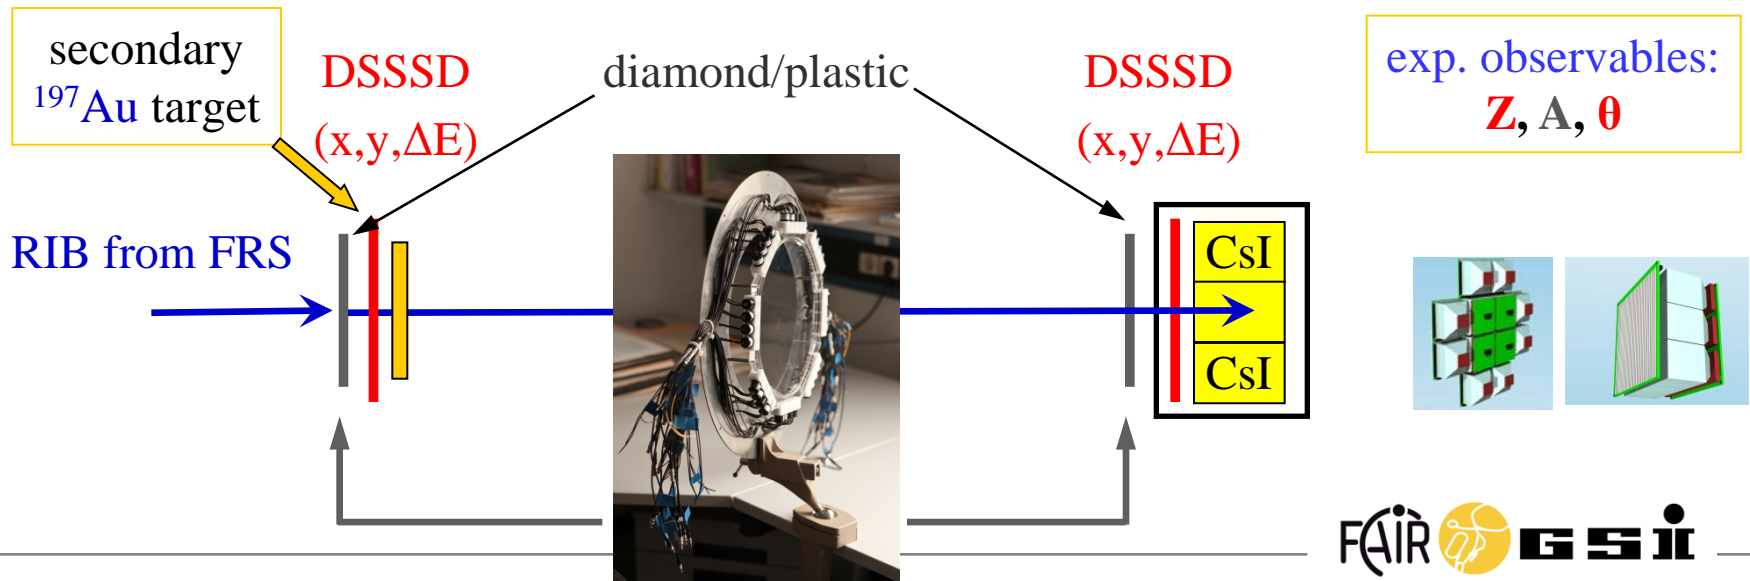 secondary
¹⁹⁷Au target
DSSSD
(x,y,ΔE)
diamond/plastic
DSSSD
(x,y,ΔE)
exp. observables:
Z, A, θ
RIB from FRS
CsI
CsI
FAIR
GSI